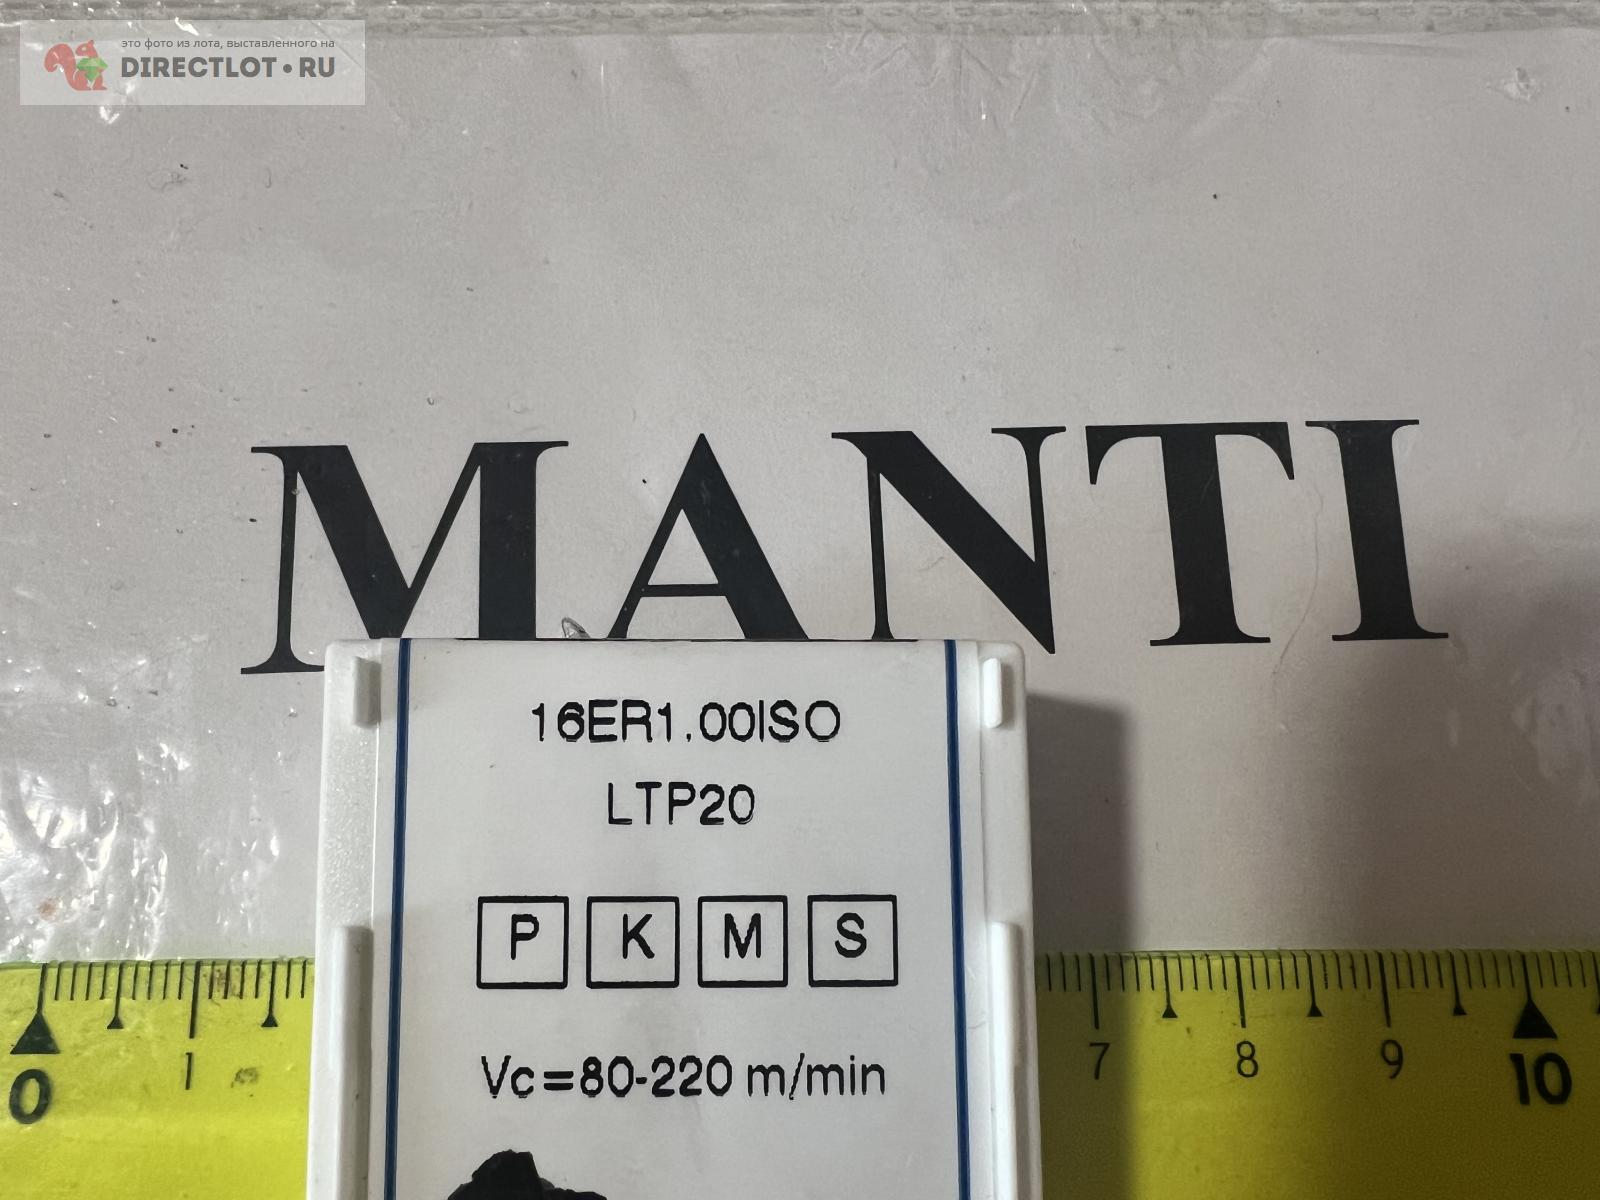 это фото из лота, выставленного на
DIRECTLOT•RU
MANTI
16ER1.00ISO
LTP20
P K M S
Vc=80-220 m/min
0 1 7 8 9 10